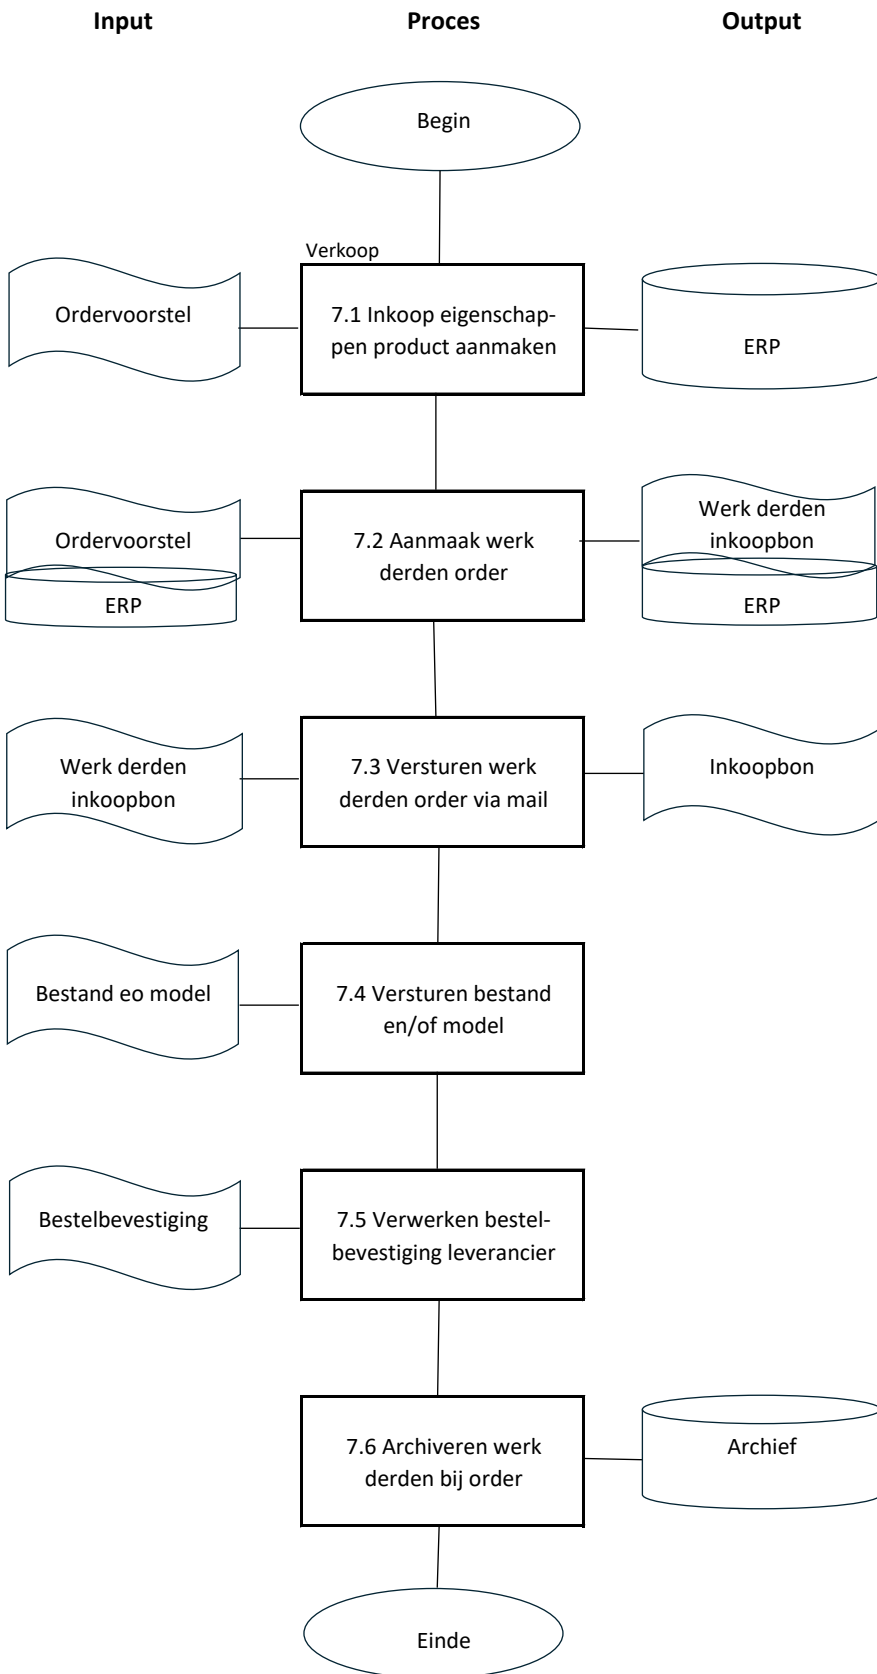 Input Proces Output
Begin
Verkoop
Ordervoorstel
7.1 Inkoop eigenschap-
pen product aanmaken
ERP
Ordervoorstel
ERP
7.2 Aanmaak werk
derden order
Werk derden
inkoopbon
ERP
Werk derden
inkoopbon
7.3 Versturen werk
derden order via mail
Inkoopbon
Bestand eo model
7.4 Versturen bestand
en/of model
Bestelbevestiging
7.5 Verwerken bestel-
bevestiging leverancier
7.6 Archiveren werk
derden bij order
Archief
Einde